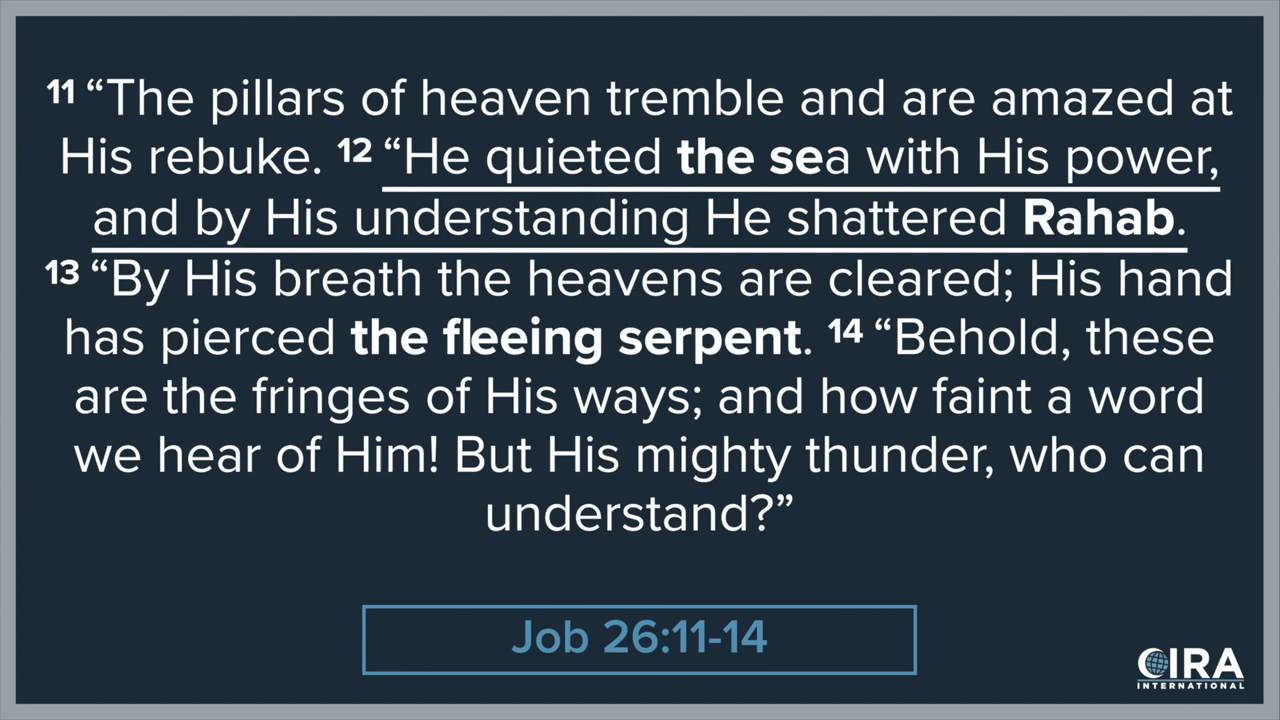 11 “The pillars of heaven tremble and are amazed at
His rebuke. 12 “He quieted the sea with His power,
and by His understanding He shattered Rahab.
13 “By His breath the heavens are cleared; His hand
has pierced the fleeing serpent. 14 “Behold, these
are the fringes of His ways; and how faint a word
we hear of Him! But His mighty thunder, who can
understand?”
Job 26:11-14
CIRA
INTERNATIONAL